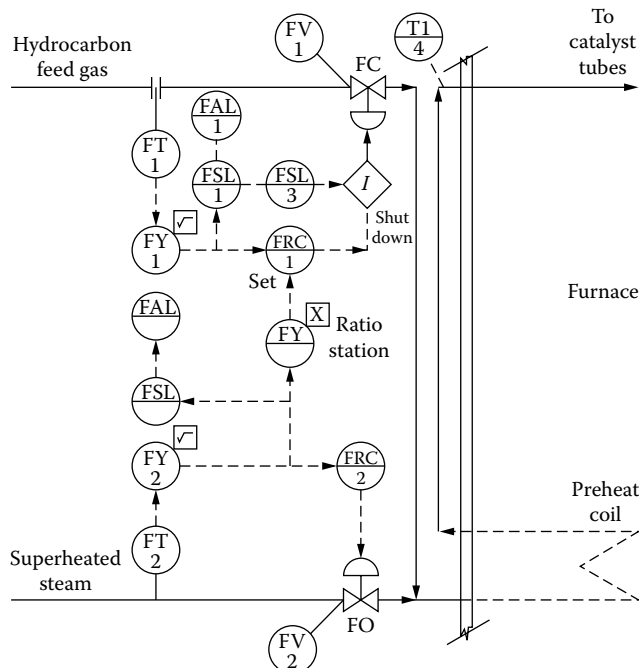 Hydrocarbon
feed gas
FV
1
FC
T1
4
To
catalyst
tubes
FAL
1
FT
1
FSL
1
FSL
3
I
Shut
down
√
FY
1
FRC
1
Set
FAL
X
FY
Ratio
station
Furnace
FSL
√
FY
2
FRC
2
Preheat
coil
FT
2
Superheated
steam
FO
FV
2